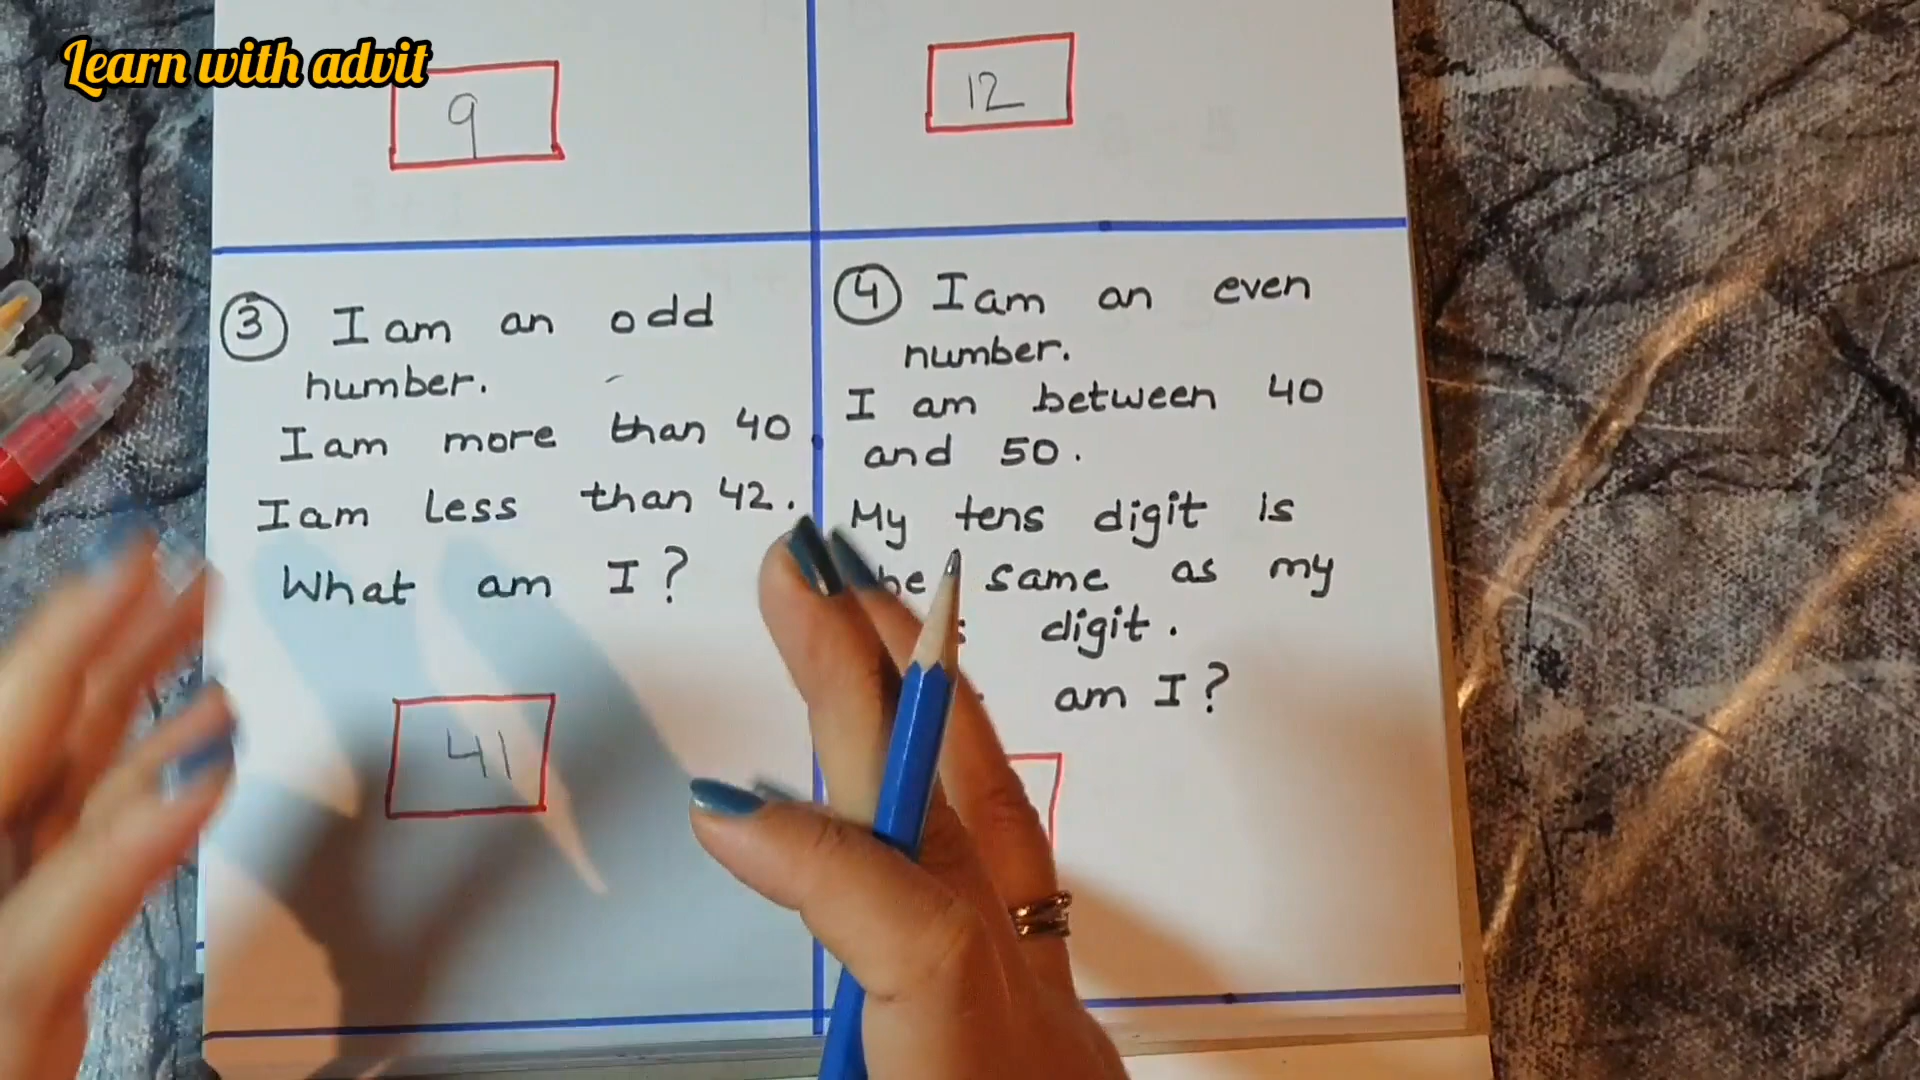 Learn with advit
9
12
3 I am an odd
number.
I am more than 40
I am less than 42.
What am I?
41
4 I am an even
number.
I am between 40
and 50.
My tens digit is
same as my
digit.
am I?